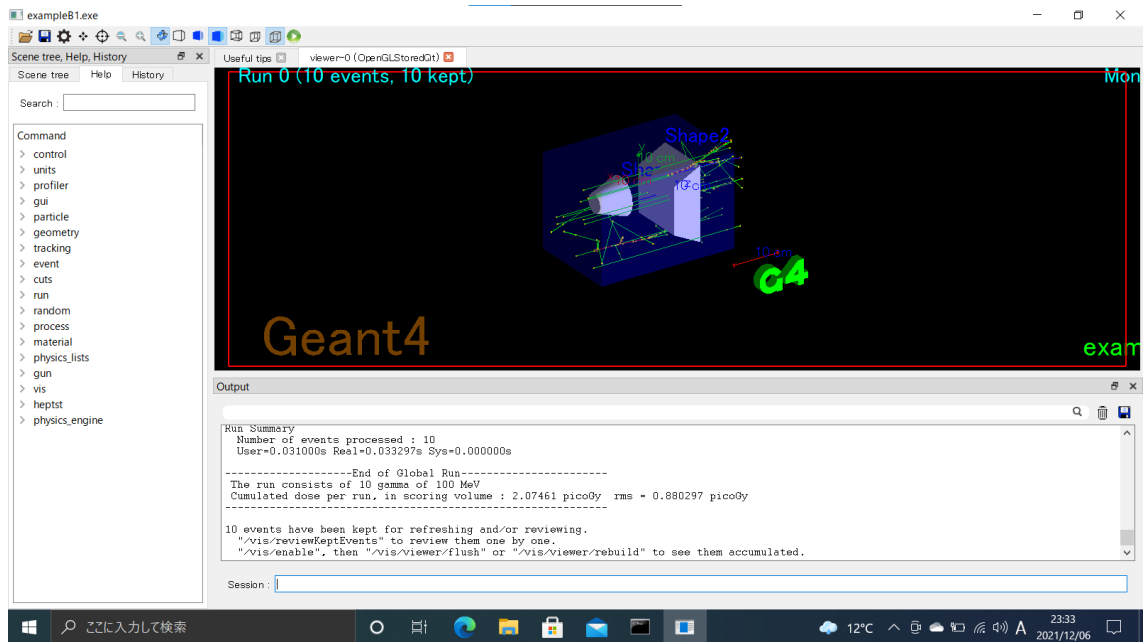 exampleB1.exe
Scene tree, Help, History
Useful tips
viewer-0 (OpenGLStoredQt)
Scene tree
Help
History
Search :
Command
control
units
profiler
gui
particle
geometry
tracking
event
cuts
run
random
process
material
physics_lists
gun
vis
heptst
physics_engine
Run 0 (10 events, 10 kept)
Mon
Shape2
y
10 cm
Sha
10 c
z
10 cm
G4
Geant4
exam
Output
Run Summary
Number of events processed : 10
User=0.031000s Real=0.033297s Sys=0.000000s
--------------------End of Global Run-----------------------
The run consists of 10 gamma of 100 MeV
Cumulated dose per run, in scoring volume : 2.07461 picoGy rms = 0.880297 picoGy
------------------------------------------------------------
10 events have been kept for refreshing and/or reviewing.
"/vis/reviewKeptEvents" to review them one by one.
"/vis/enable", then "/vis/viewer/flush" or "/vis/viewer/rebuild" to see them accumulated.
Session :
ここに入力して検索
12°C
A
23:33
2021/12/06